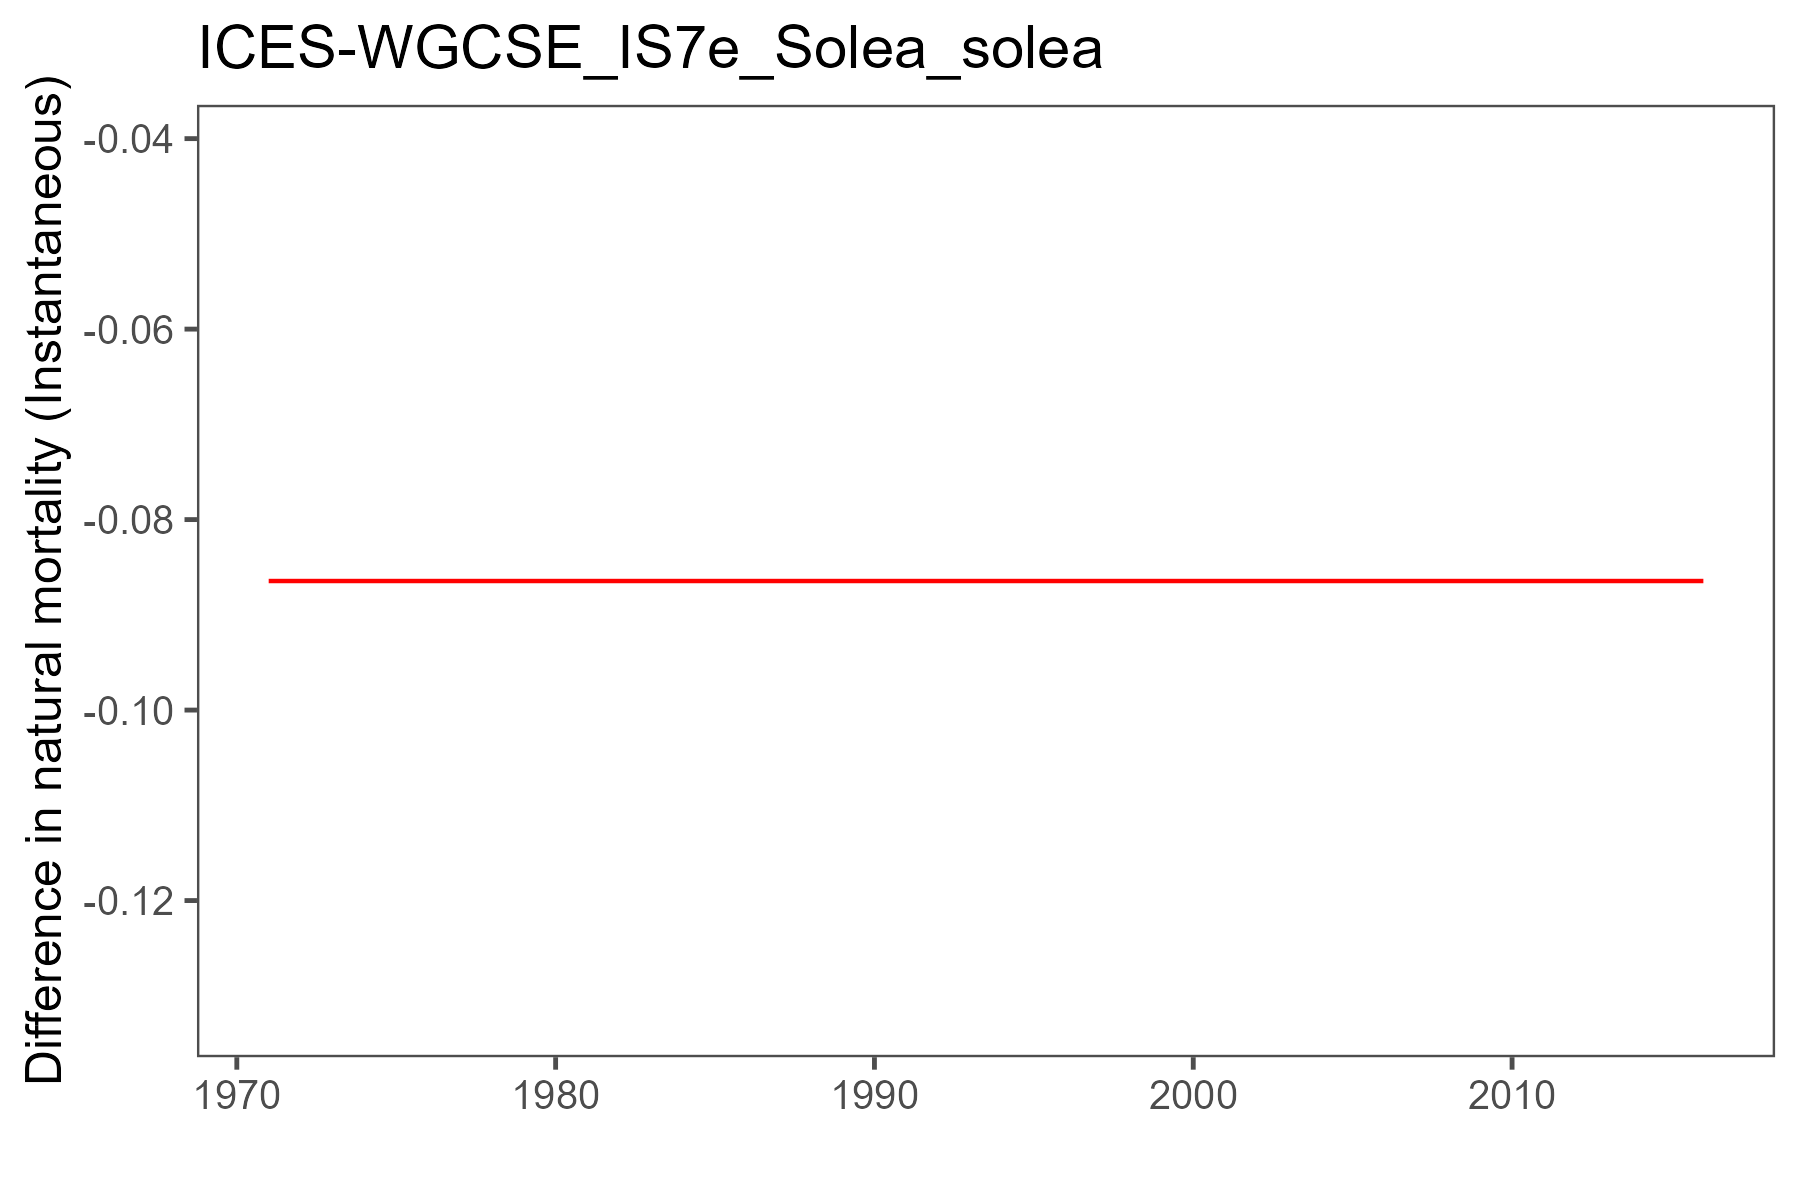 ICES-WGCSE_IS7e_Solea_solea
Difference in natural mortality (Instantaneous)
-0.04
-0.06
-0.08
-0.10
-0.12
1970 1980 1990 2000 2010